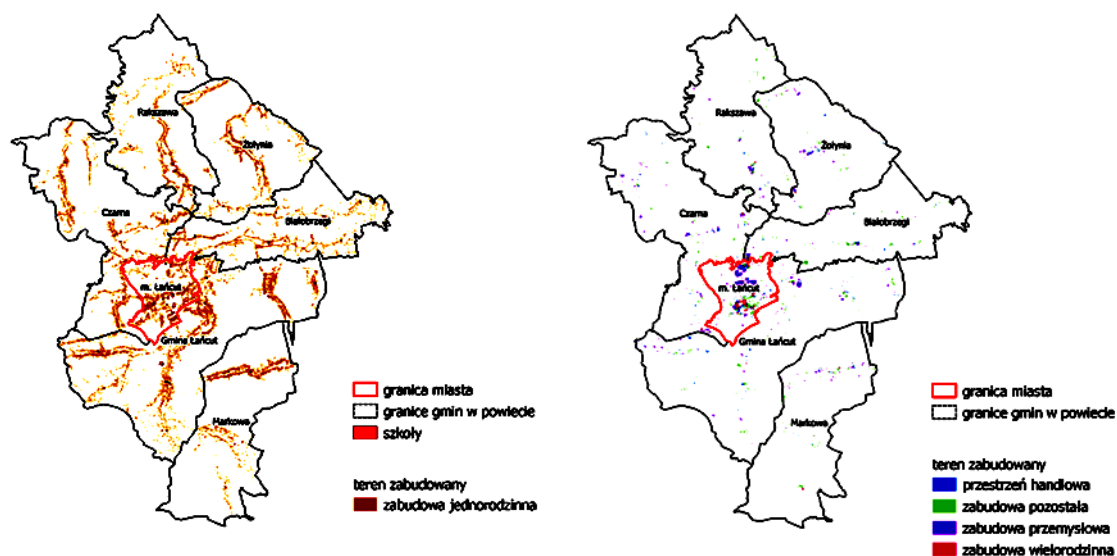 Rakszawa
Żołynia
Czarna
Białobrzegi
m. Łańcut
Gmina Łańcut
Markowa
granica miasta
granice gmin w powiecie
szkoły
teren zabudowany
zabudowa jednorodzinna
Rakszawa
Żołynia
Czarna
Białobrzegi
m. Łańcut
Gmina Łańcut
Markowa
granica miasta
granice gmin w powiecie
teren zabudowany
przestrzeń handlowa
zabudowa pozostała
zabudowa przemysłowa
zabudowa wielorodzinna